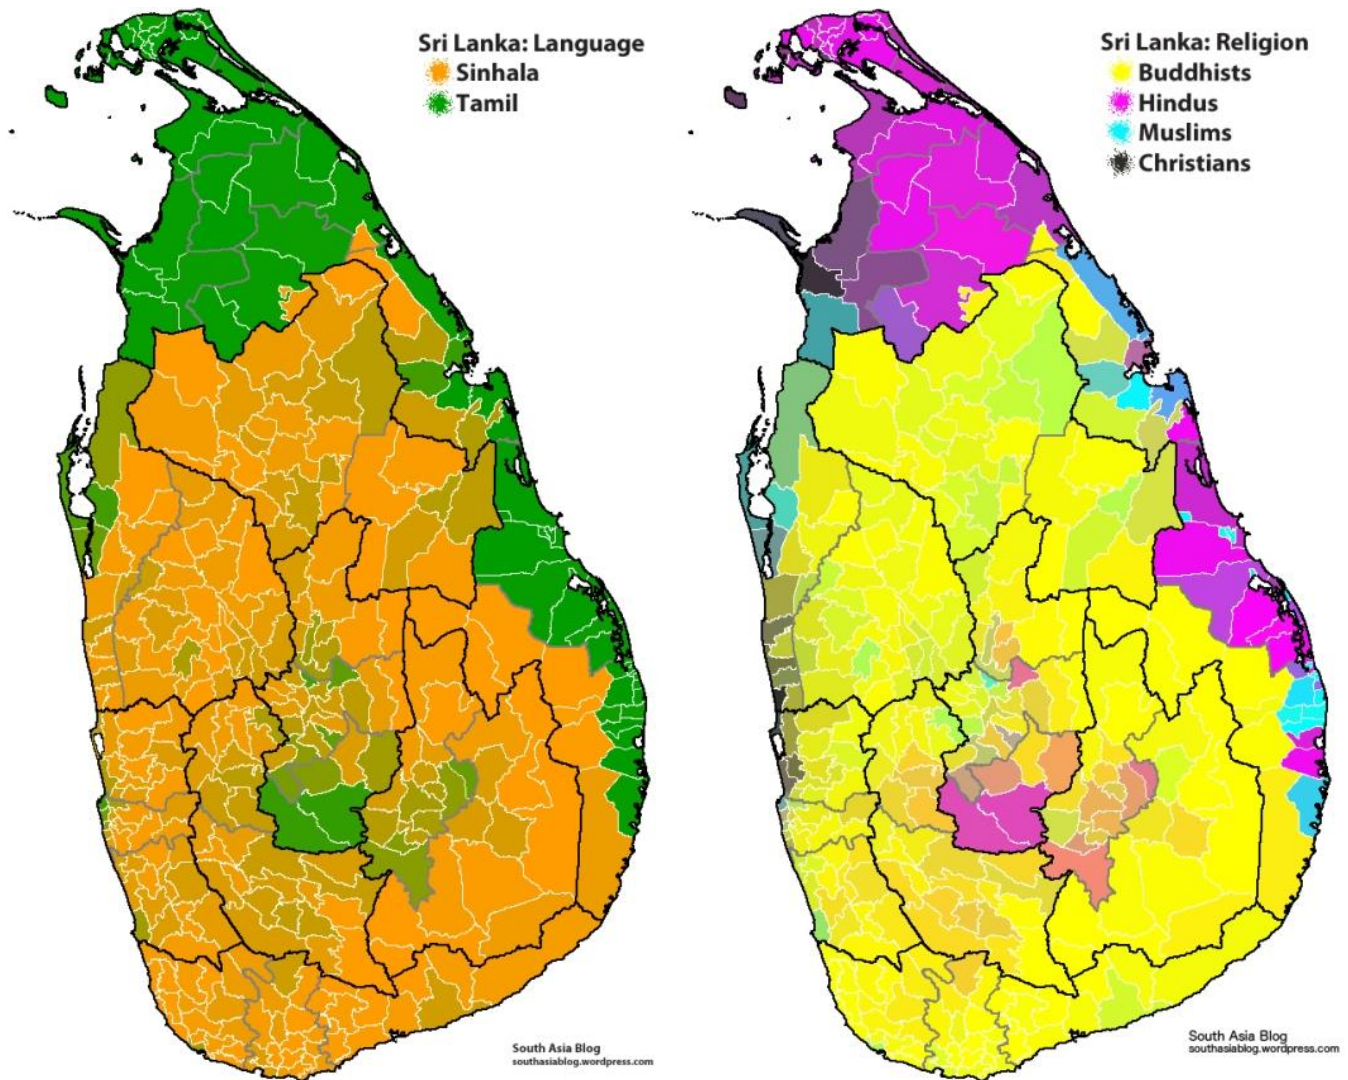 Sri Lanka: Language
Sinhala
Tamil
South Asia Blog
southasiablog.wordpress.com
Sri Lanka: Religion
Buddhists
Hindus
Muslims
Christians
South Asia Blog
southasiablog.wordpress.com